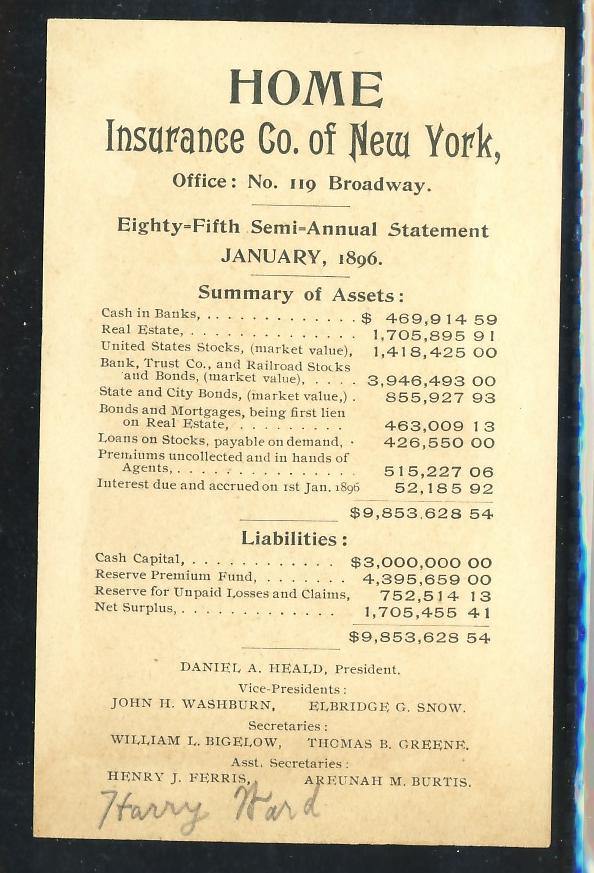 HOME
Insurance Co. of New York,
Office: No. 119 Broadway.
Eighty-Fifth Semi-Annual Statement
JANUARY, 1896.
Summary of Assets:
Cash in Banks, . . . . . . . . . . . . . $ 469,914 59
Real Estate, . . . . . . . . . . . . . . 1,705,895 91
United States Stocks, (market value), 1,418,425 00
Bank, Trust Co., and Railroad Stocks
and Bonds, (market value), . . . . 3,946,493 00
State and City Bonds, (market value,) . 855,927 93
Bonds and Mortgages, being first lien
on Real Estate, . . . . . . . . . 463,009 13
Loans on Stocks, payable on demand, . 426,550 00
Premiums uncollected and in hands of
Agents, . . . . . . . . . . . . . . 515,227 06
Interest due and accrued on 1st Jan. 1896 52,185 92
$9,853,628 54
Liabilities:
Cash Capital, . . . . . . . . . . . . $3,000,000 00
Reserve Premium Fund, . . . . . . . 4,395,659 00
Reserve for Unpaid Losses and Claims, 752,514 13
Net Surplus, . . . . . . . . . . . . . 1,705,455 41
$9,853,628 54
DANIEL A. HEALD, President.
Vice-Presidents:
JOHN H. WASHBURN, ELBRIDGE G. SNOW.
Secretaries:
WILLIAM L. BIGELOW, THOMAS B. GREENE.
Asst. Secretaries:
HENRY J. FERRIS, AREUNAH M. BURTIS.
Harry Ward